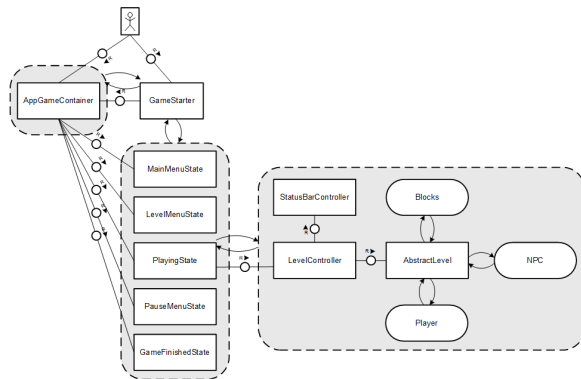 R
R
AppGameContainer
R
GameStarter
R
MainMenuState
R
R
LevelMenuState
R
R
StatusBarController
Blocks
R
PlayingState
R
LevelController
R
AbstractLevel
NPC
PauseMenuState
Player
GameFinishedState